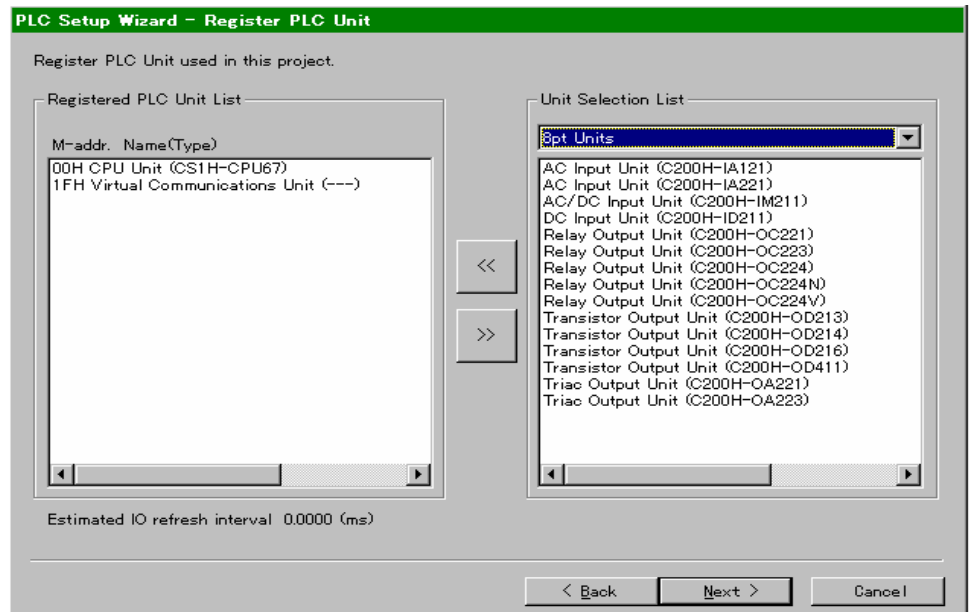 PLC Setup Wizard - Register PLC Unit
Register PLC Unit used in this project.
Registered PLC Unit List
M-addr. Name(Type)
00H CPU Unit (CS1H-CPU67)
1FH Virtual Communications Unit (---)
<<
>>
Unit Selection List
8pt Units
AC Input Unit (C200H-IA121)
AC Input Unit (C200H-IA221)
AC/DC Input Unit (C200H-IM211)
DC Input Unit (C200H-ID211)
Relay Output Unit (C200H-OC221)
Relay Output Unit (C200H-OC223)
Relay Output Unit (C200H-OC224)
Relay Output Unit (C200H-OC224N)
Relay Output Unit (C200H-OC224V)
Transistor Output Unit (C200H-OD213)
Transistor Output Unit (C200H-OD214)
Transistor Output Unit (C200H-OD216)
Transistor Output Unit (C200H-OD411)
Triac Output Unit (C200H-OA221)
Triac Output Unit (C200H-OA223)
Estimated IO refresh interval 0.0000 (ms)
< Back
Next >
Cancel